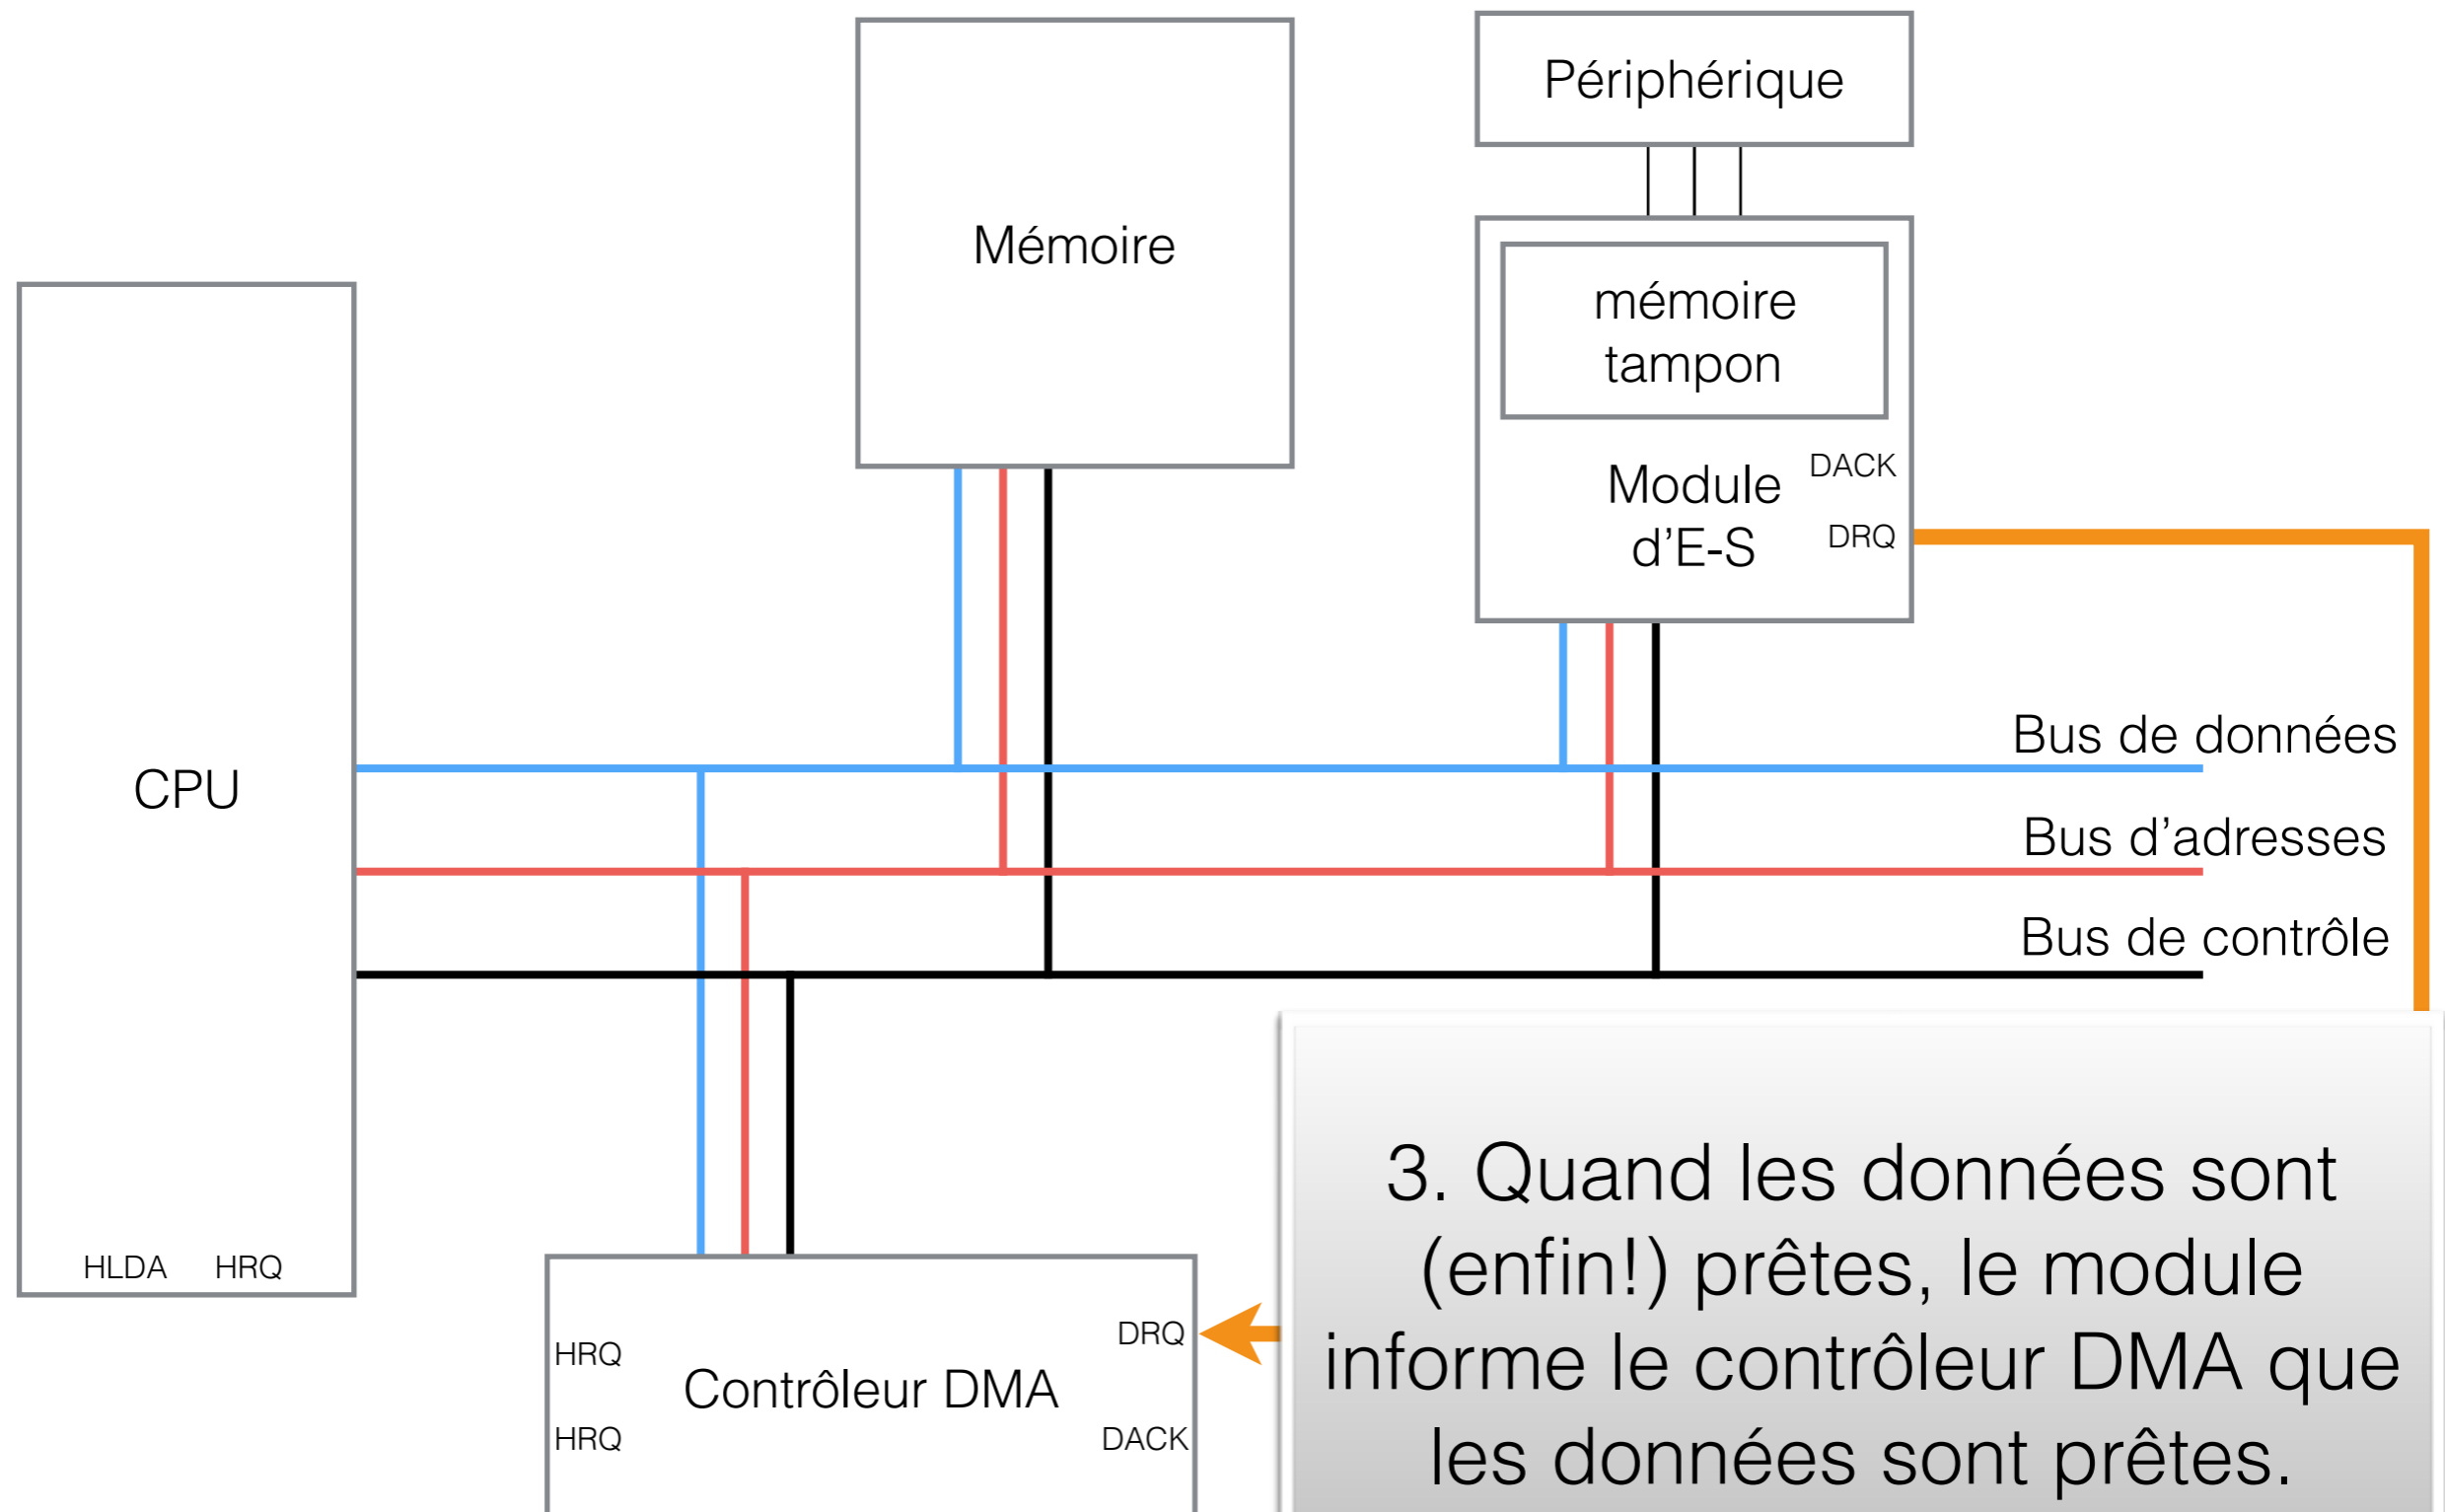 Périphérique
Mémoire
mémoire
tampon
DACK
Module
DRQ
d’E-S
Bus de données
CPU
Bus d’adresses
Bus de contrôle
HLDA HRQ
DRQ
HRQ
Contrôleur DMA
HRQ
DACK
3. Quand les données sont
(enfin!) prêtes, le module
informe le contrôleur DMA que
les données sont prêtes.